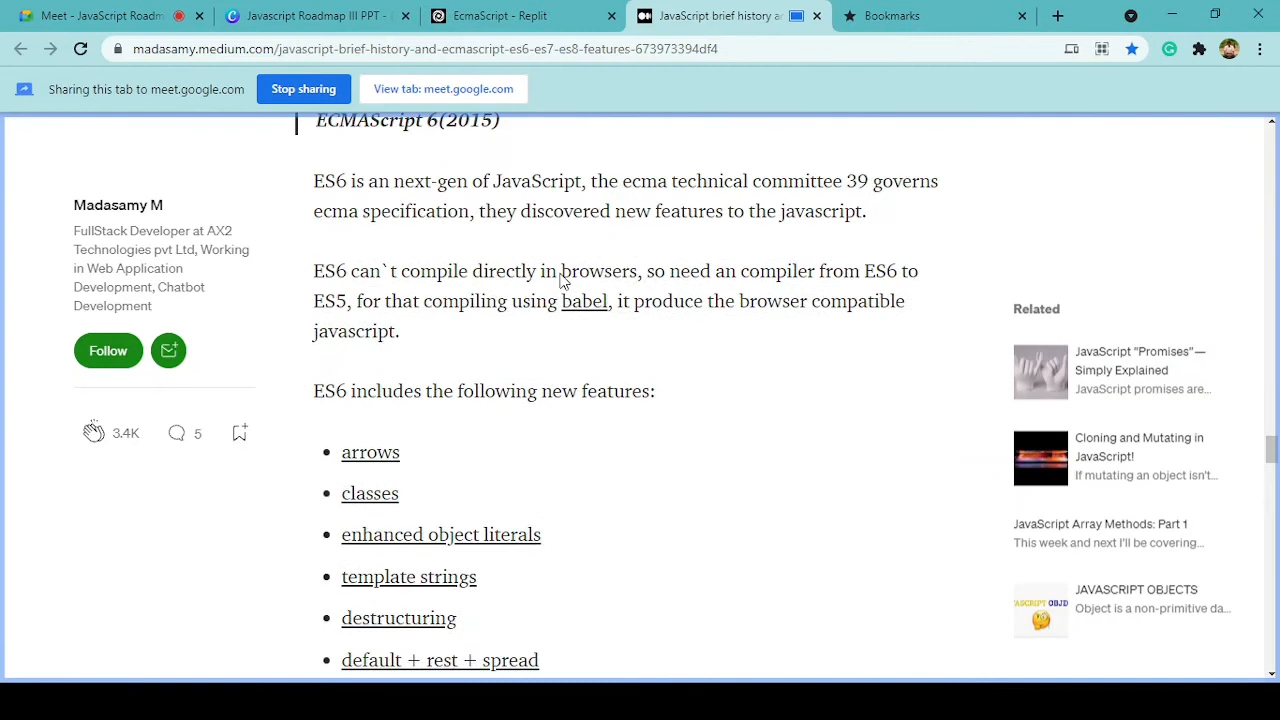 Meet - JavaScript Roadm
Javascript Roadmap III PPT -
EcmaScript - Replit
JavaScript brief history a
Bookmarks
madasamy.medium.com/javascript-brief-history-and-ecmascript-es6-es7-es8-features-673973394df4
Sharing this tab to meet.google.com
Stop sharing
View tab: meet.google.com
ECMAScript 6(2015)
ES6 is an next-gen of JavaScript, the ecma technical committee 39 governs
ecma specification, they discovered new features to the javascript.
ES6 can`t compile directly in browsers, so need an compiler from ES6 to
ES5, for that compiling using babel, it produce the browser compatible
javascript.
ES6 includes the following new features:
• arrows
• classes
• enhanced object literals
• template strings
• destructuring
• default + rest + spread
Madasamy M
FullStack Developer at AX2
Technologies pvt Ltd, Working
in Web Application
Development, Chatbot
Development
Follow
3.4K
5
Related
JavaScript “Promises”—
Simply Explained
JavaScript promises are...
Cloning and Mutating in
JavaScript!
If mutating an object isn't...
JavaScript Array Methods: Part 1
This week and next I'll be covering...
JAVASCRIPT OBJECTS
Object is a non-primitive da...